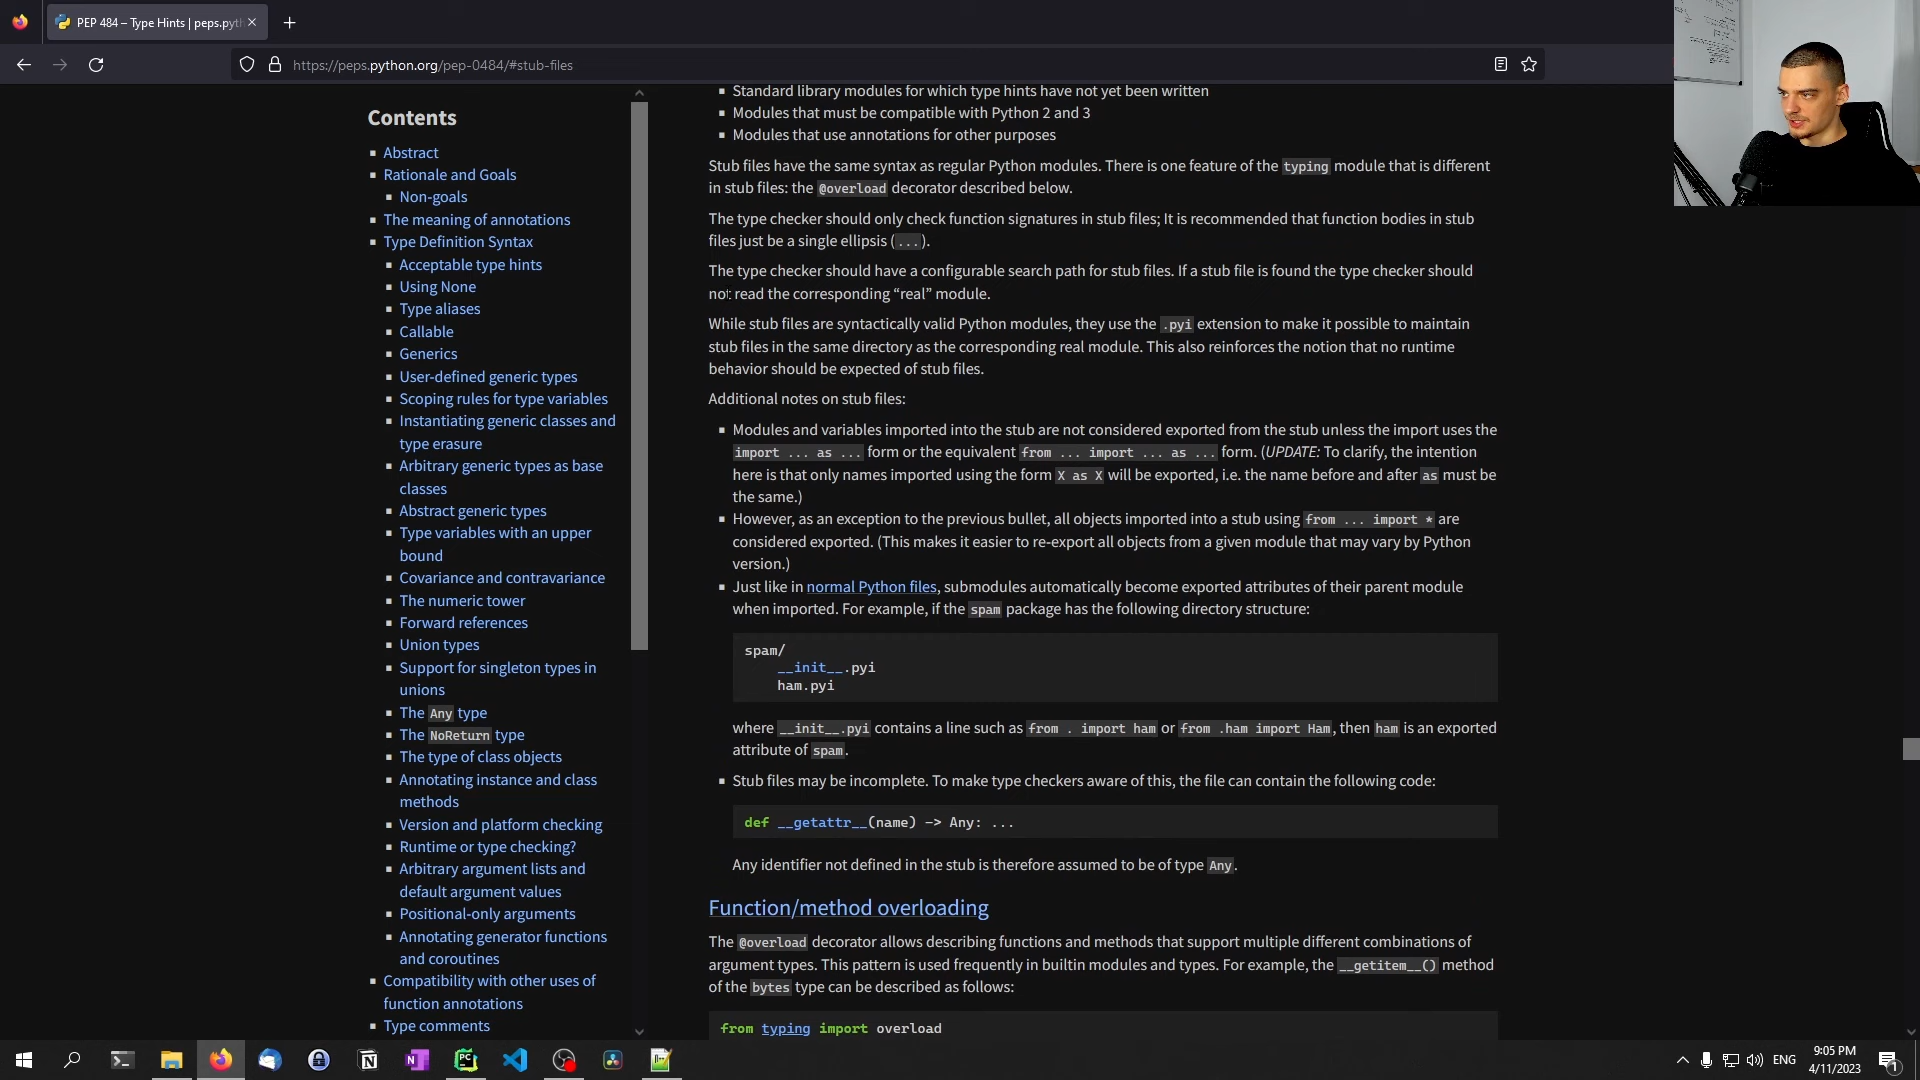 PEP 484 – Type Hints | peps.pyth
https://peps.python.org/pep-0484/#stub-files
Contents
Abstract
Rationale and Goals
Non-goals
The meaning of annotations
Type Definition Syntax
Acceptable type hints
Using None
Type aliases
Callable
Generics
User-defined generic types
Scoping rules for type variables
Instantiating generic classes and
type erasure
Arbitrary generic types as base
classes
Abstract generic types
Type variables with an upper
bound
Covariance and contravariance
The numeric tower
Forward references
Union types
Support for singleton types in
unions
The Any type
The NoReturn type
The type of class objects
Annotating instance and class
methods
Version and platform checking
Runtime or type checking?
Arbitrary argument lists and
default argument values
Positional-only arguments
Annotating generator functions
and coroutines
Compatibility with other uses of
function annotations
Type comments
Standard library modules for which type hints have not yet been written
Modules that must be compatible with Python 2 and 3
Modules that use annotations for other purposes
Stub files have the same syntax as regular Python modules. There is one feature of the typing module that is different
in stub files: the @overload decorator described below.
The type checker should only check function signatures in stub files; It is recommended that function bodies in stub
files just be a single ellipsis (...).
The type checker should have a configurable search path for stub files. If a stub file is found the type checker should
not read the corresponding “real” module.
While stub files are syntactically valid Python modules, they use the .pyi extension to make it possible to maintain
stub files in the same directory as the corresponding real module. This also reinforces the notion that no runtime
behavior should be expected of stub files.
Additional notes on stub files:
Modules and variables imported into the stub are not considered exported from the stub unless the import uses the
import ... as ... form or the equivalent from ... import ... as ... form. (UPDATE: To clarify, the intention
here is that only names imported using the form X as X will be exported, i.e. the name before and after as must be
the same.)
However, as an exception to the previous bullet, all objects imported into a stub using from ... import * are
considered exported. (This makes it easier to re-export all objects from a given module that may vary by Python
version.)
Just like in normal Python files, submodules automatically become exported attributes of their parent module
when imported. For example, if the spam package has the following directory structure:
spam/
__init__.pyi
ham.pyi
where __init__.pyi contains a line such as from . import ham or from .ham import Ham, then ham is an exported
attribute of spam.
Stub files may be incomplete. To make type checkers aware of this, the file can contain the following code:
def __getattr__(name) -> Any: ...
Any identifier not defined in the stub is therefore assumed to be of type Any.
Function/method overloading
The @overload decorator allows describing functions and methods that support multiple different combinations of
argument types. This pattern is used frequently in builtin modules and types. For example, the __getitem__() method
of the bytes type can be described as follows:
from typing import overload
ENG
9:05 PM
4/11/2023
1